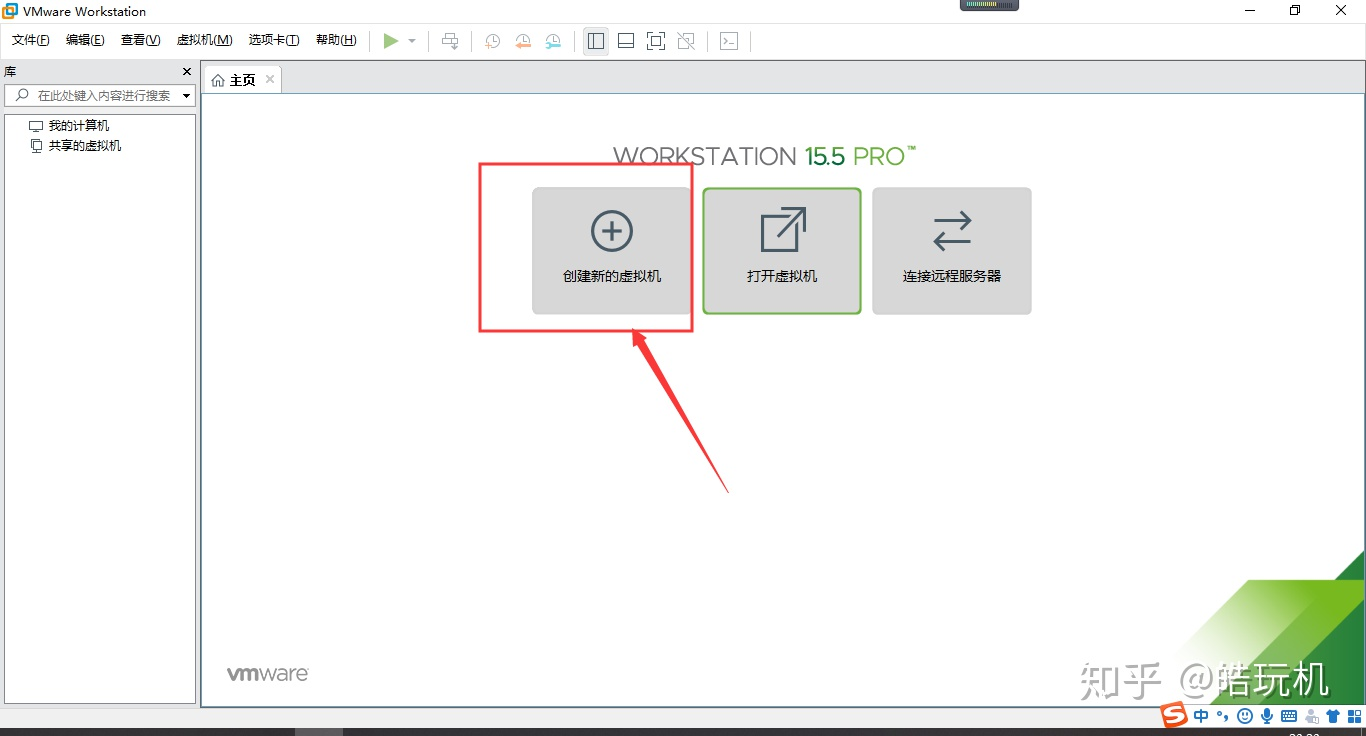 VMware Workstation
文件(F) 编辑(E) 查看(V) 虚拟机(M) 选项卡(T) 帮助(H)
库
主页
在此处键入内容进行搜索
我的计算机
共享的虚拟机
WORKSTATION 15.5 PRO™
创建新的虚拟机 打开虚拟机 连接远程服务器
vmware
知乎 @皓玩机
中